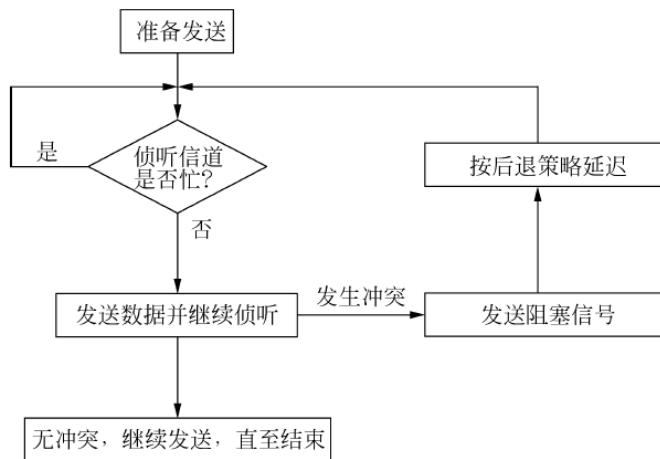 准备发送
侦听信道
是否忙？
是
否
按后退策略延迟
发送数据并继续侦听
发生冲突
发送阻塞信号
无冲突，继续发送，直至结束